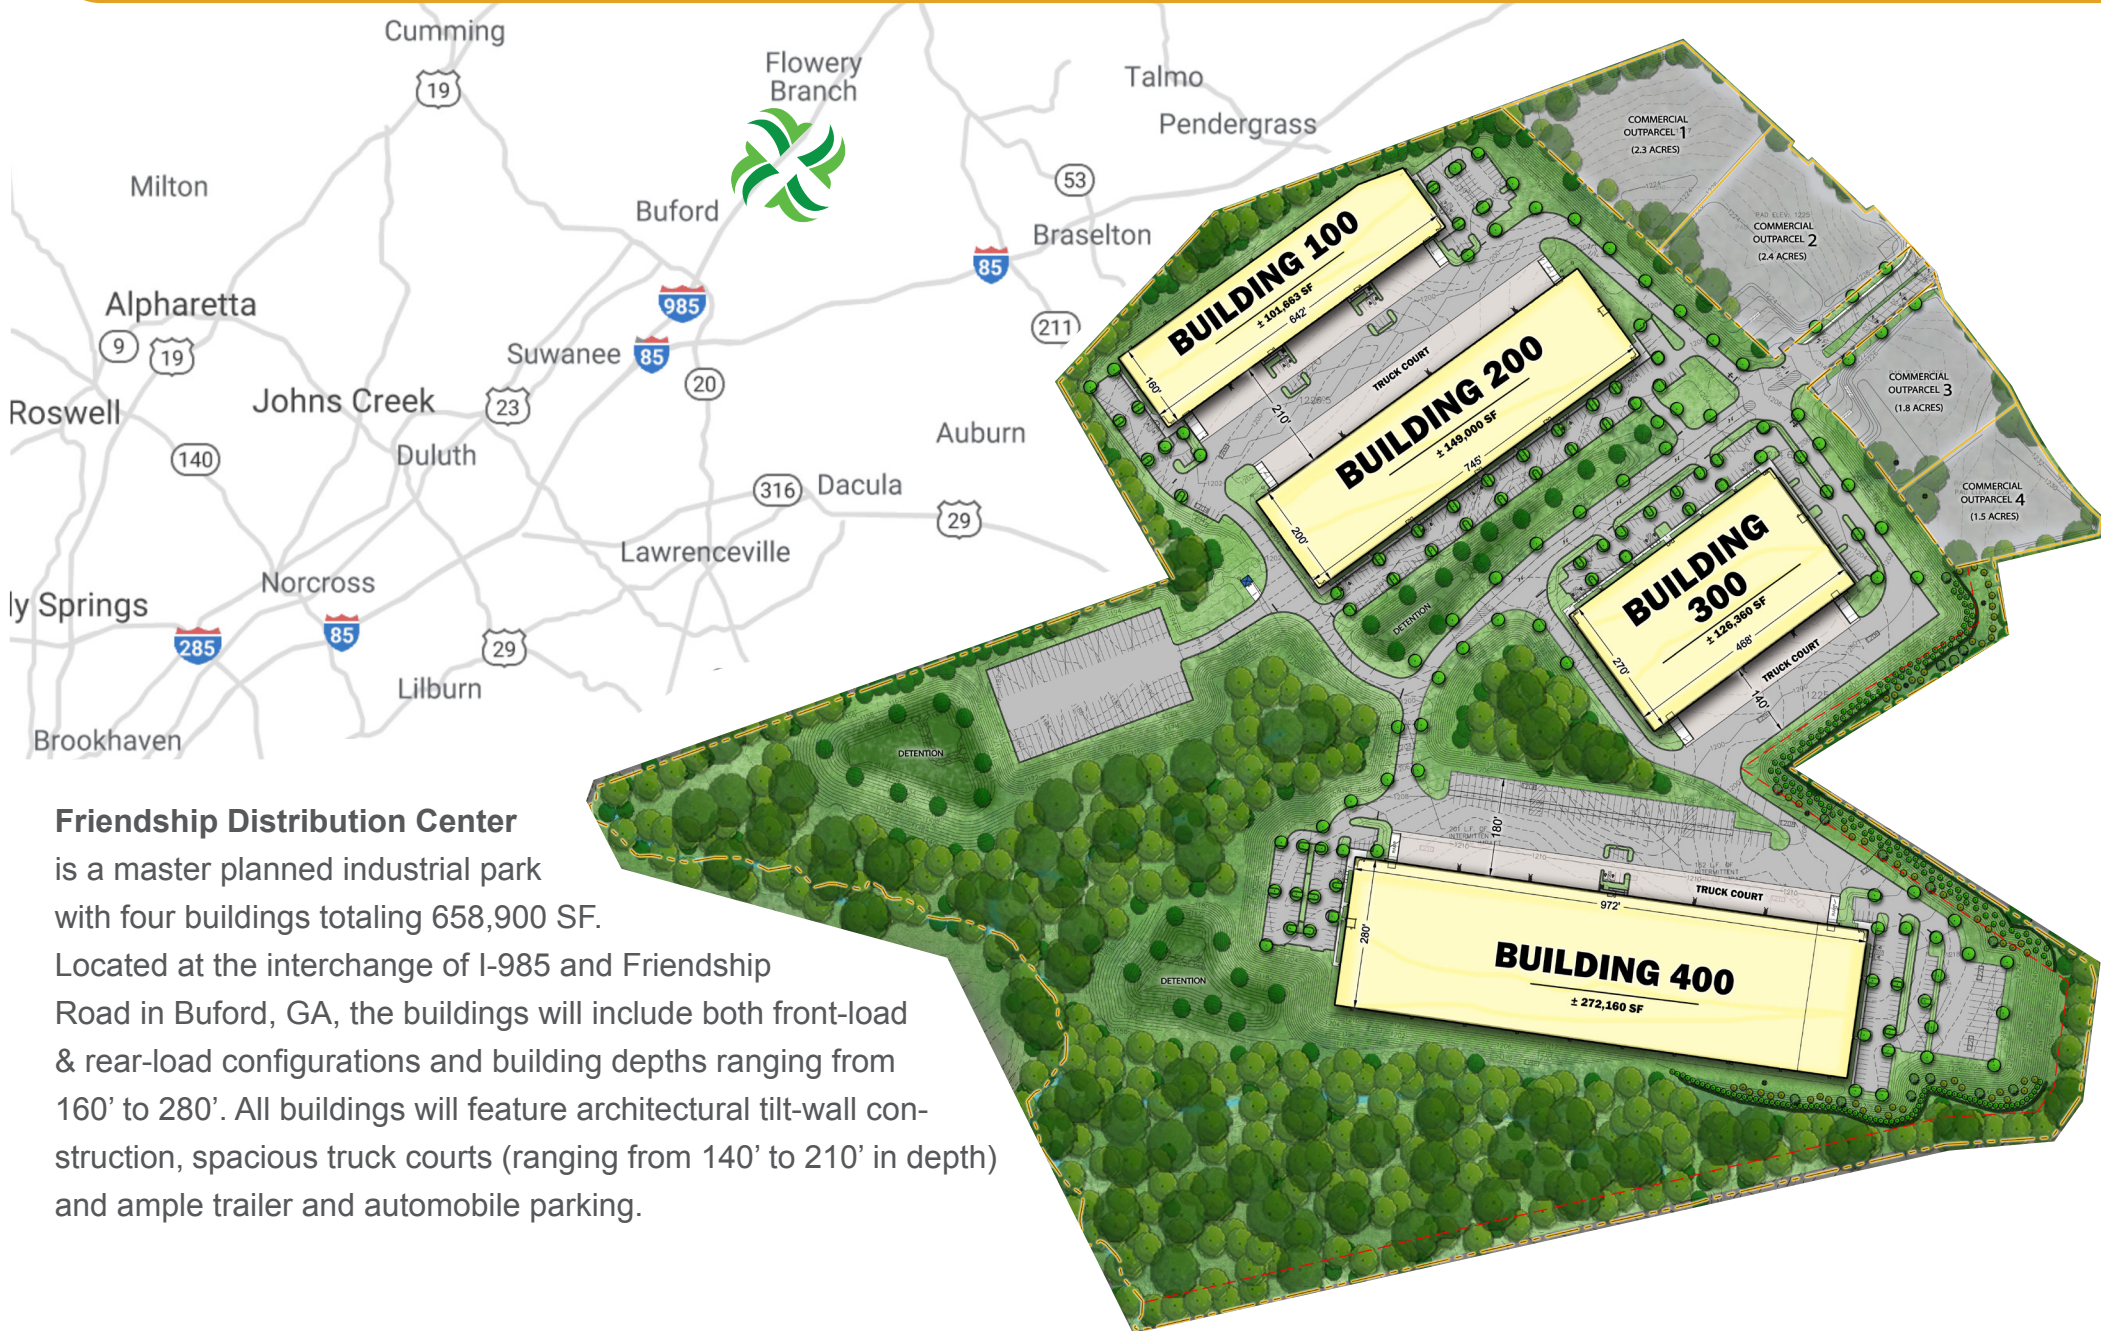 Cumming
19
Flowery
Branch
Talmo
Pendergrass
53
Milton
Buford
Braselton
85
985
211
Alpharetta
9
19
Suwanee
85
20
Roswell
Johns Creek
23
Duluth
Auburn
140
316
Dacula
29
Lawrenceville
Norcross
ly Springs
285
85
29
Lilburn
Brookhaven
COMMERCIAL
OUTPARCEL 1
(2.3 ACRES)
PAD ELEV: 1225
COMMERCIAL
OUTPARCEL 2
(2.4 ACRES)
COMMERCIAL
OUTPARCEL 3
(1.8 ACRES)
COMMERCIAL
OUTPARCEL 4
(1.5 ACRES)
BUILDING 100
± 101,663 SF
642'
160'
210'
TRUCK COURT
BUILDING 200
± 149,000 SF
745'
200'
DETENTION
BUILDING
300
± 126,360 SF
468'
270'
TRUCK COURT
140'
DETENTION
180'
TRUCK COURT
972'
280'
BUILDING 400
± 272,160 SF
DETENTION
Friendship Distribution Center
is a master planned industrial park
with four buildings totaling 658,900 SF.
Located at the interchange of I-985 and Friendship
Road in Buford, GA, the buildings will include both front-load
& rear-load configurations and building depths ranging from
160’ to 280’. All buildings will feature architectural tilt-wall con-
struction, spacious truck courts (ranging from 140’ to 210’ in depth)
and ample trailer and automobile parking.